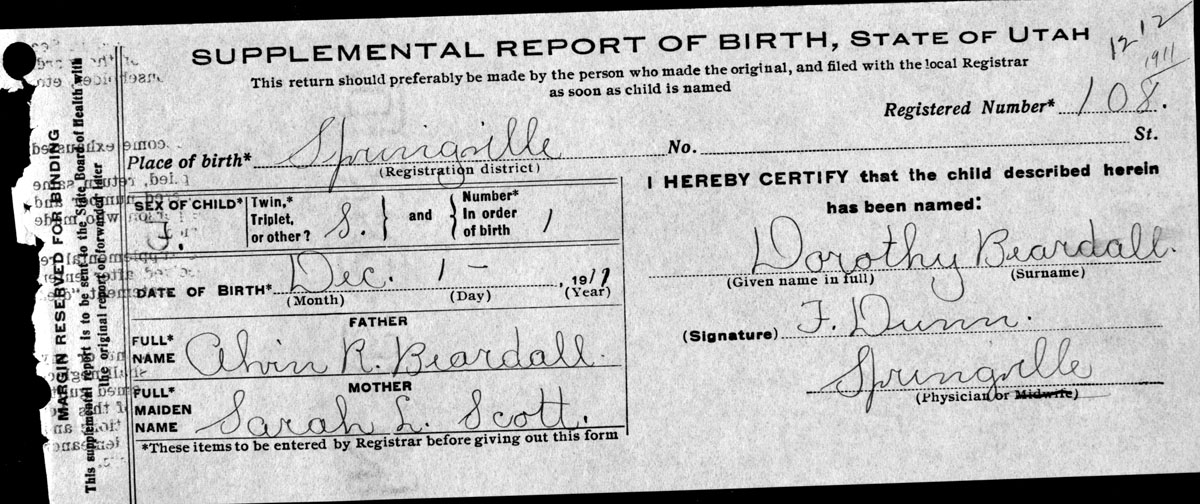 SUPPLEMENTAL REPORT OF BIRTH, STATE OF UTAH
12 12 1911
This return should preferably be made by the person who made the original, and filed with the local Registrar
as soon as child is named
Registered Number* 108.
Place of birth* Springville No. St.
(Registration district)
SEX OF CHILD* F.
Twin,*
Triplet,
or other? S. } and {
Number*
In order
of birth 1
DATE OF BIRTH* Dec. 1 - , 1911
(Month) (Day) (Year)
FATHER
FULL*
NAME Alvin R. Beardall.
MOTHER
FULL*
MAIDEN
NAME Sarah L. Scott.
*These items to be entered by Registrar before giving out this form
I HEREBY CERTIFY that the child described herein
has been named:
Dorothy Beardall.
(Given name in full) (Surname)
(Signature) F. Dunn.
Springville
(Physician or Midwife)
MARGIN RESERVED FOR BINDING
This supplemental report is to be sent to the State Board of Health with
the original report or forwarded later